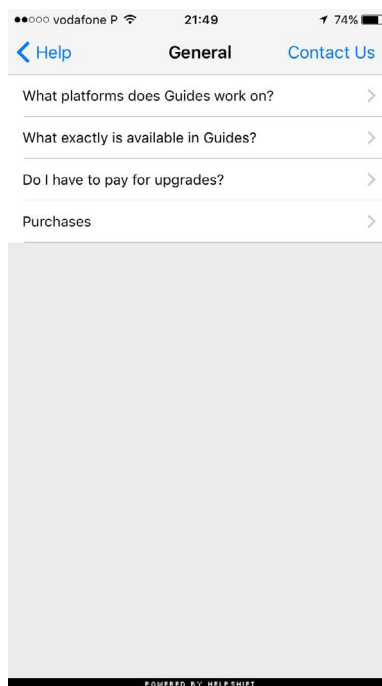 vodafone P 21:49 74%
Help General Contact Us
What platforms does Guides work on?
What exactly is available in Guides?
Do I have to pay for upgrades?
Purchases
POWERED BY HELPSHIFT